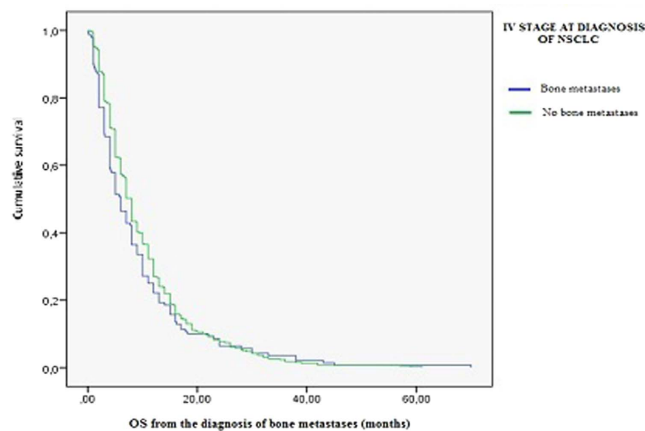 IV STAGE AT DIAGNOSIS
OF NSCLC
Bone metastases
No bone metastases
Cumulative survival
1,0
0,8
0,6
0,4
0,2
0,0
,00
20,00
40,00
60,00
OS from the diagnosis of bone metastases (months)